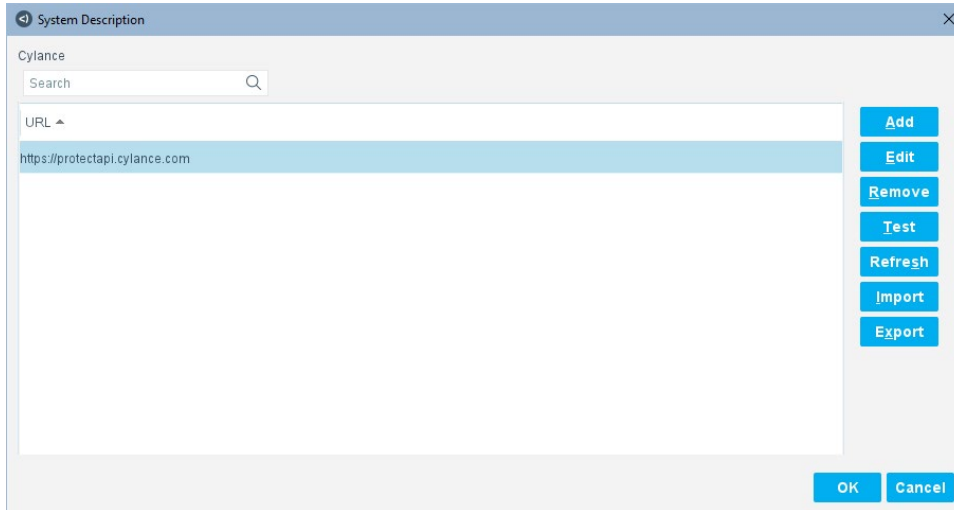 System Description
Cylance
Search
URL
https://protectapi.cylance.com
Add
Edit
Remove
Test
Refresh
Import
Export
OK
Cancel